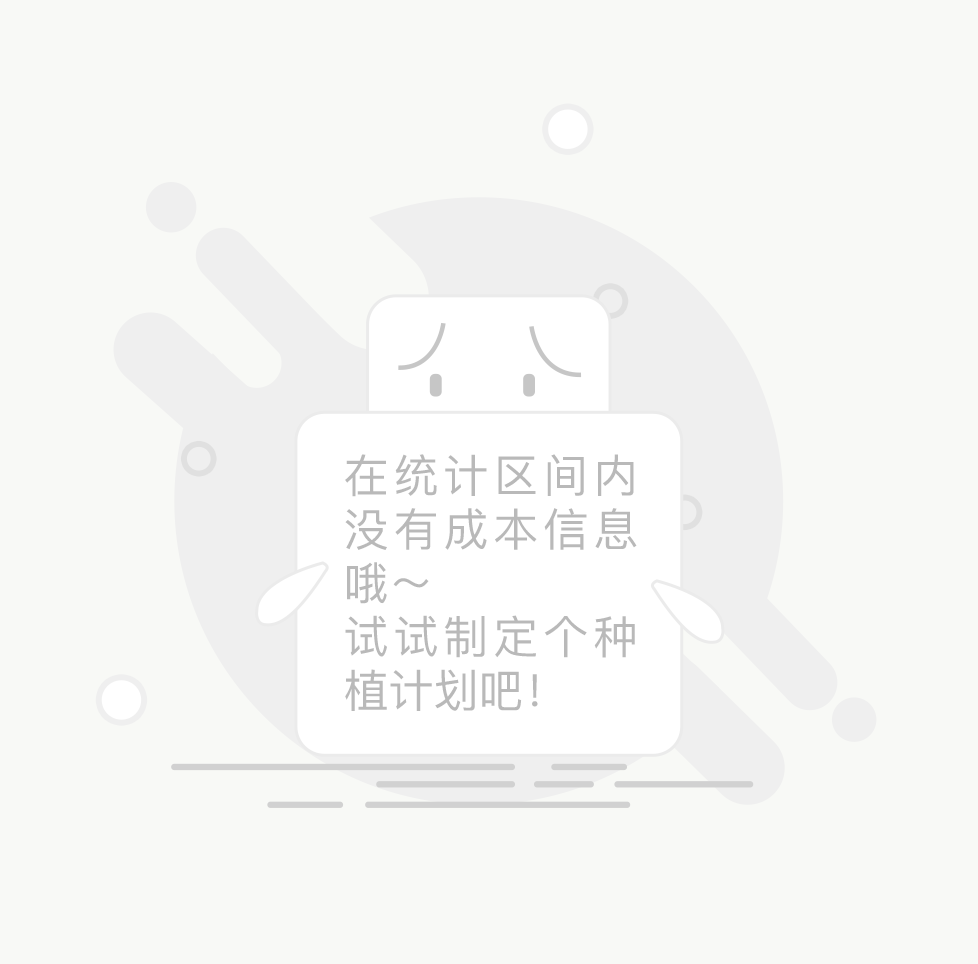 在统计区间内
没有成本信息
哦～
试试制定个种
植计划吧！